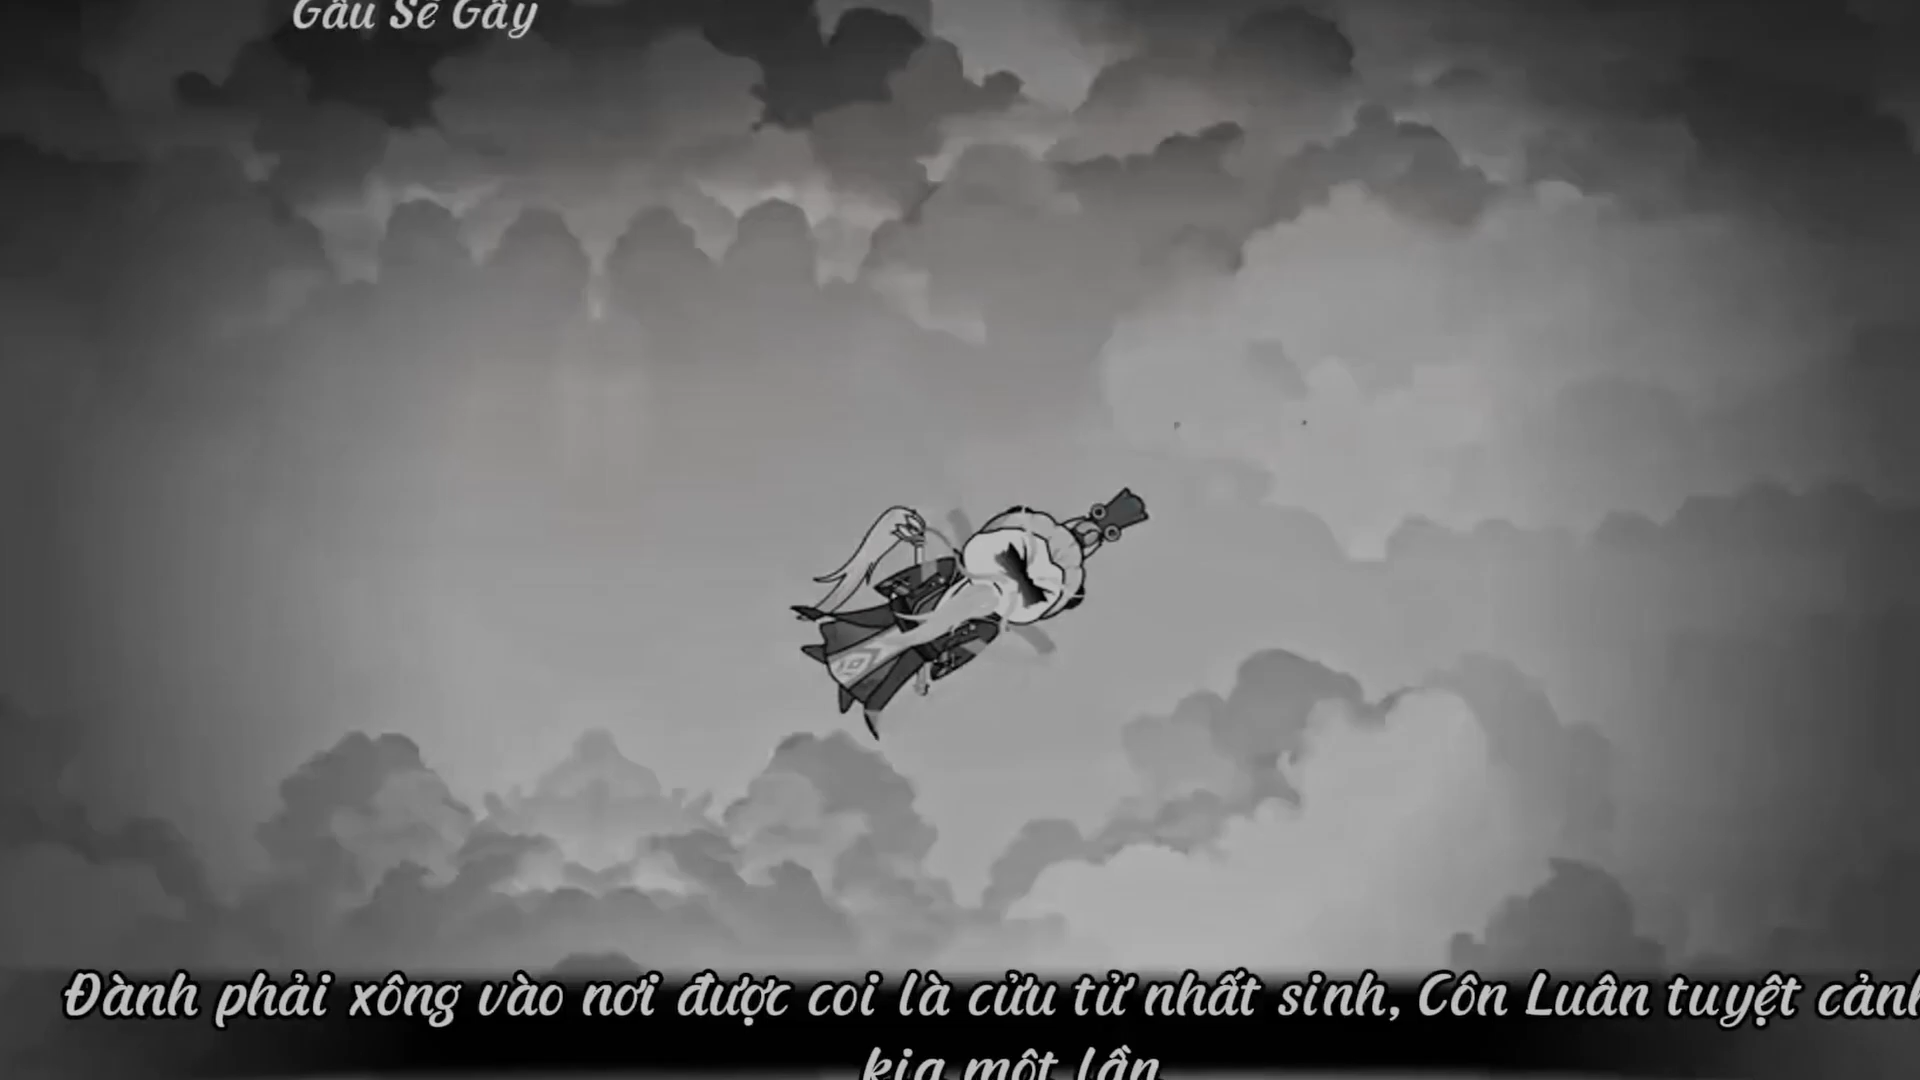 Gấu Sẽ Gầy
Đành phải xông vào nơi được coi là cửu tử nhất sinh, Côn Luân tuyệt cảnh
kia một lần